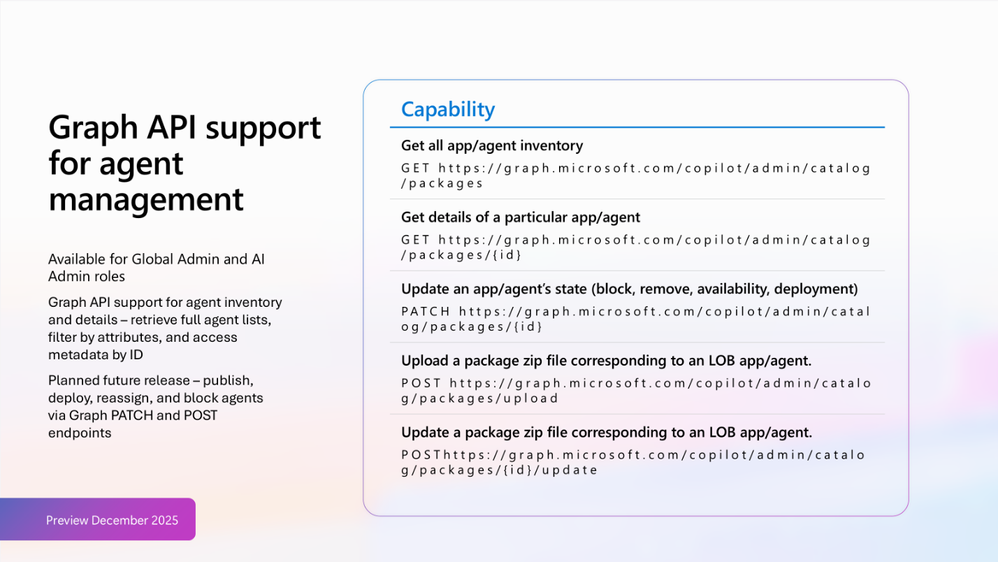 Graph API support
for agent
management
Available for Global Admin and AI
Admin roles
Graph API support for agent inventory
and details – retrieve full agent lists,
filter by attributes, and access
metadata by ID
Planned future release – publish,
deploy, reassign, and block agents
via Graph PATCH and POST
endpoints
Preview December 2025
Capability
Get all app/agent inventory
GET https://graph.microsoft.com/copilot/admin/catalog
/packages
Get details of a particular app/agent
GET https://graph.microsoft.com/copilot/admin/catalog
/packages/{id}
Update an app/agent’s state (block, remove, availability, deployment)
PATCH https://graph.microsoft.com/copilot/admin/catal
og/packages/{id}
Upload a package zip file corresponding to an LOB app/agent.
POST https://graph.microsoft.com/copilot/admin/catalo
g/packages/upload
Update a package zip file corresponding to an LOB app/agent.
POSThttps://graph.microsoft.com/copilot/admin/catalo
g/packages/{id}/update